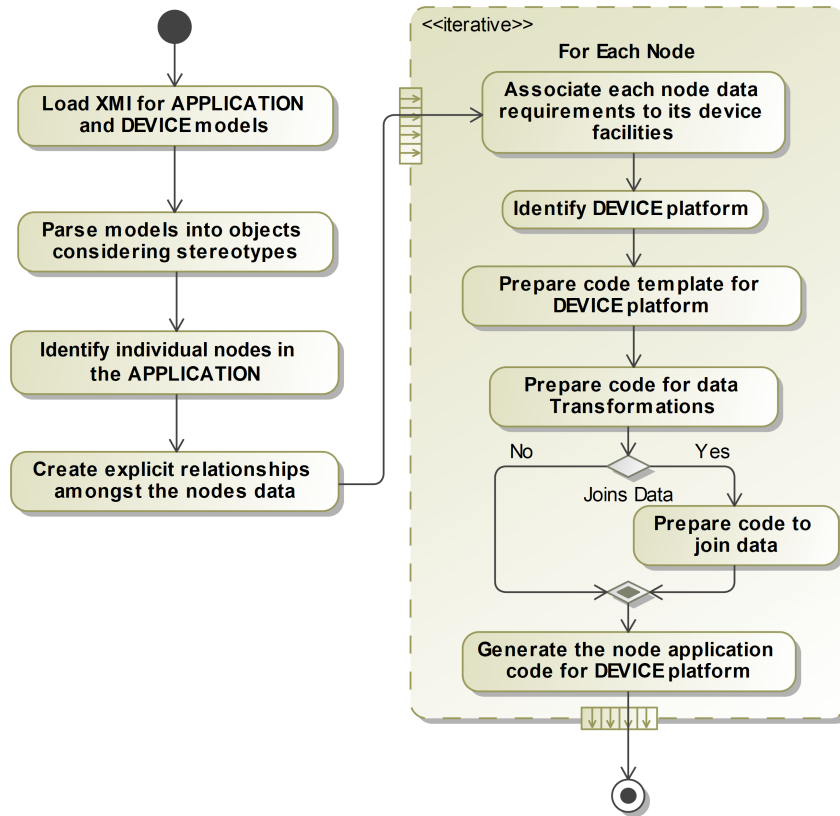 Load XMI for APPLICATION
and DEVICE models
Parse models into objects
considering stereotypes
Identify individual nodes in
the APPLICATION
Create explicit relationships
amongst the nodes data
<<iterative>>
For Each Node
Associate each node data
requirements to its device
facilities
Identify DEVICE platform
Prepare code template for
DEVICE platform
Prepare code for data
Transformations
No
Yes
Joins Data
Prepare code to
join data
Generate the node application
code for DEVICE platform